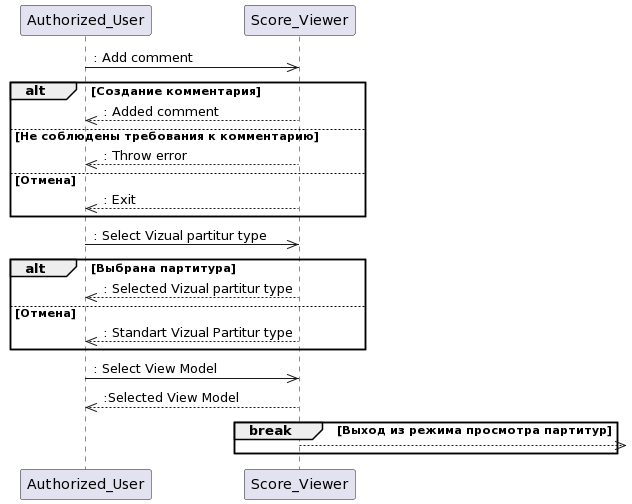 Authorized_User Score_Viewer
: Add comment
alt [Создание комментария]
: Added comment
[Не соблюдены требования к комментарию]
: Throw error
[Отмена]
: Exit
: Select Vizual partitur type
alt [Выбрана партитура]
: Selected Vizual partitur type
[Отмена]
: Standart Vizual Partitur type
: Select View Model
:Selected View Model
break [Выход из режима просмотра партитур]
Authorized_User Score_Viewer